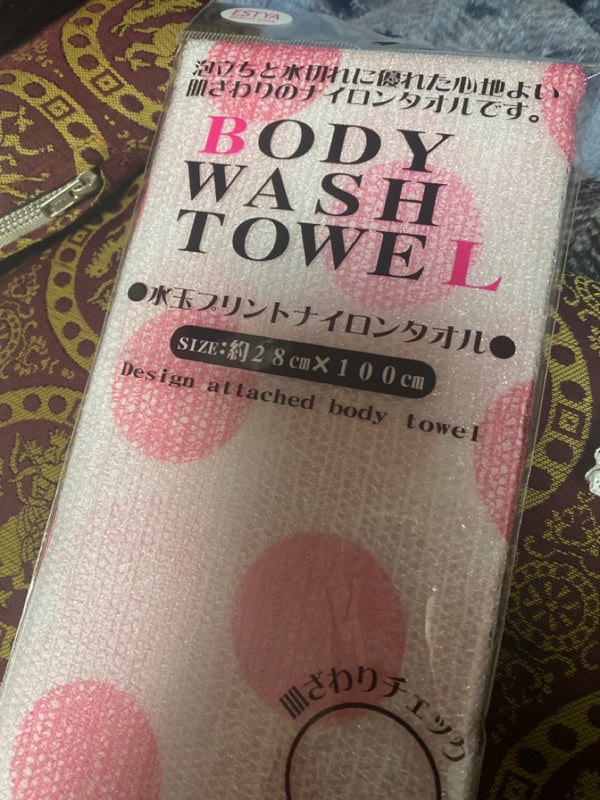 ESTYA
泡立ちと水切れに優れた心地よい
肌ざわりのナイロンタオルです。
BODY
WASH
TOWEL
●水玉プリントナイロンタオル●
SIZE:約28cm×100cm
Design attached body towel
肌ざわりチェック